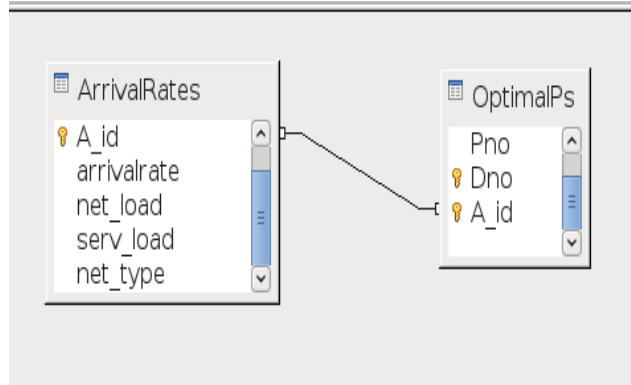 ArrivalRates
A_id
arrivalrate
net_load
serv_load
net_type
OptimalPs
Pno
Dno
A_id